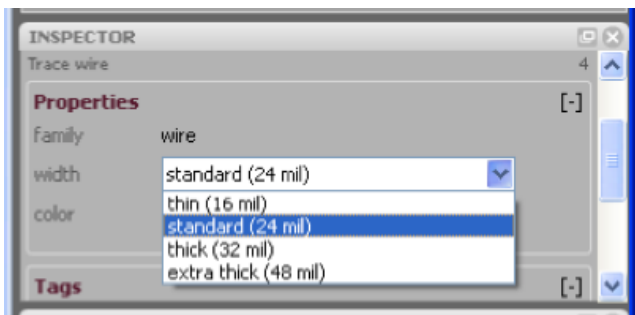 INSPECTOR
Trace wire 4
Properties [-]
family wire
width standard (24 mil)
thin (16 mil)
color standard (24 mil)
thick (32 mil)
extra thick (48 mil)
Tags [-]